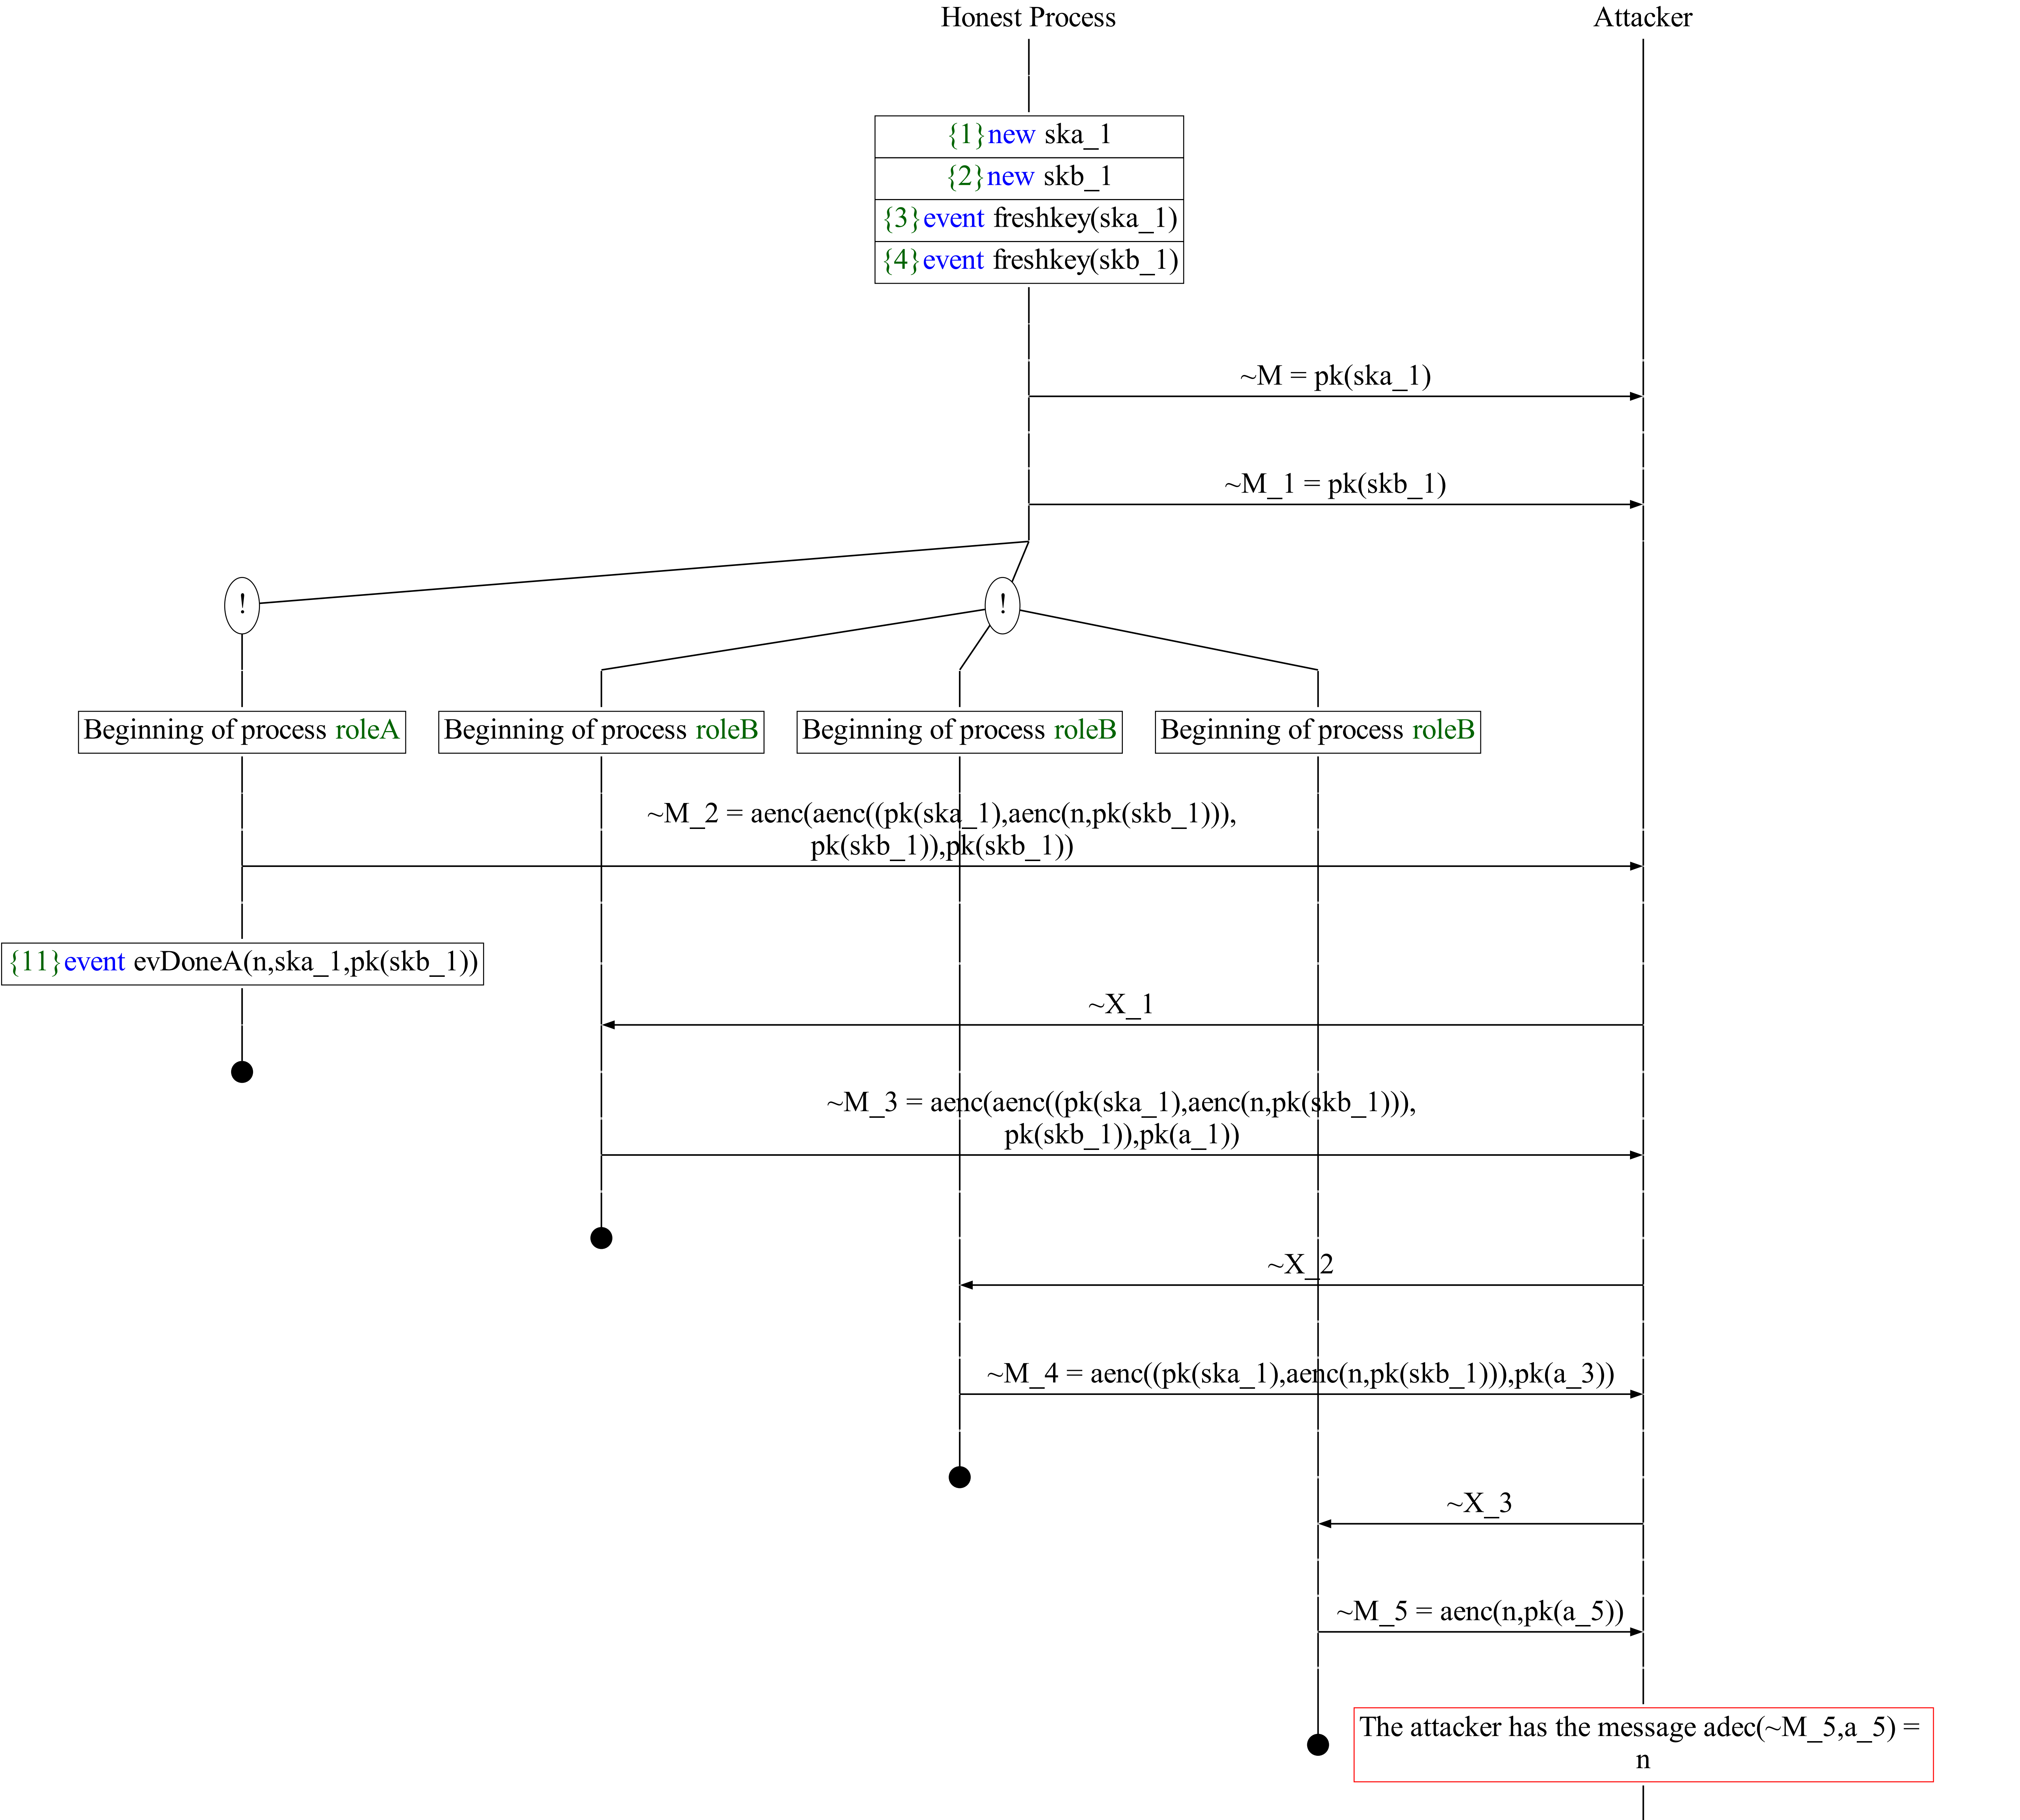 Honest Process
Attacker
{1}new ska_1
{2}new skb_1
{3}event freshkey(ska_1)
{4}event freshkey(skb_1)
~M = pk(ska_1)
~M_1 = pk(skb_1)
!
!
Beginning of process roleA
Beginning of process roleB
Beginning of process roleB
Beginning of process roleB
~M_2 = aenc(aenc((pk(ska_1),aenc(n,pk(skb_1))),
pk(skb_1)),pk(skb_1))
{11}event evDoneA(n,ska_1,pk(skb_1))
~X_1
~M_3 = aenc(aenc((pk(ska_1),aenc(n,pk(skb_1))),
pk(skb_1)),pk(a_1))
~X_2
~M_4 = aenc((pk(ska_1),aenc(n,pk(skb_1))),pk(a_3))
~X_3
~M_5 = aenc(n,pk(a_5))
The attacker has the message adec(~M_5,a_5) =
n